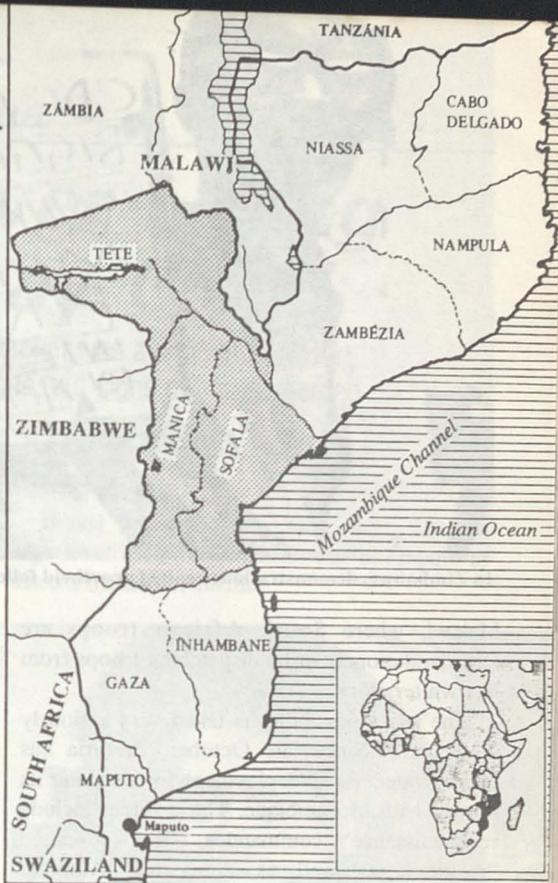 TANZÁNIA
ZÁMBIA
CABO
DELGADO
NIASSA
MALAWI
NAMPULA
TETE
ZAMBÉZIA
ZIMBABWE
MANICA
SOFALA
Mozambique Channel
Indian Ocean
INHAMBANE
GAZA
SOUTH AFRICA
MAPUTO
Maputo
SWAZILAND